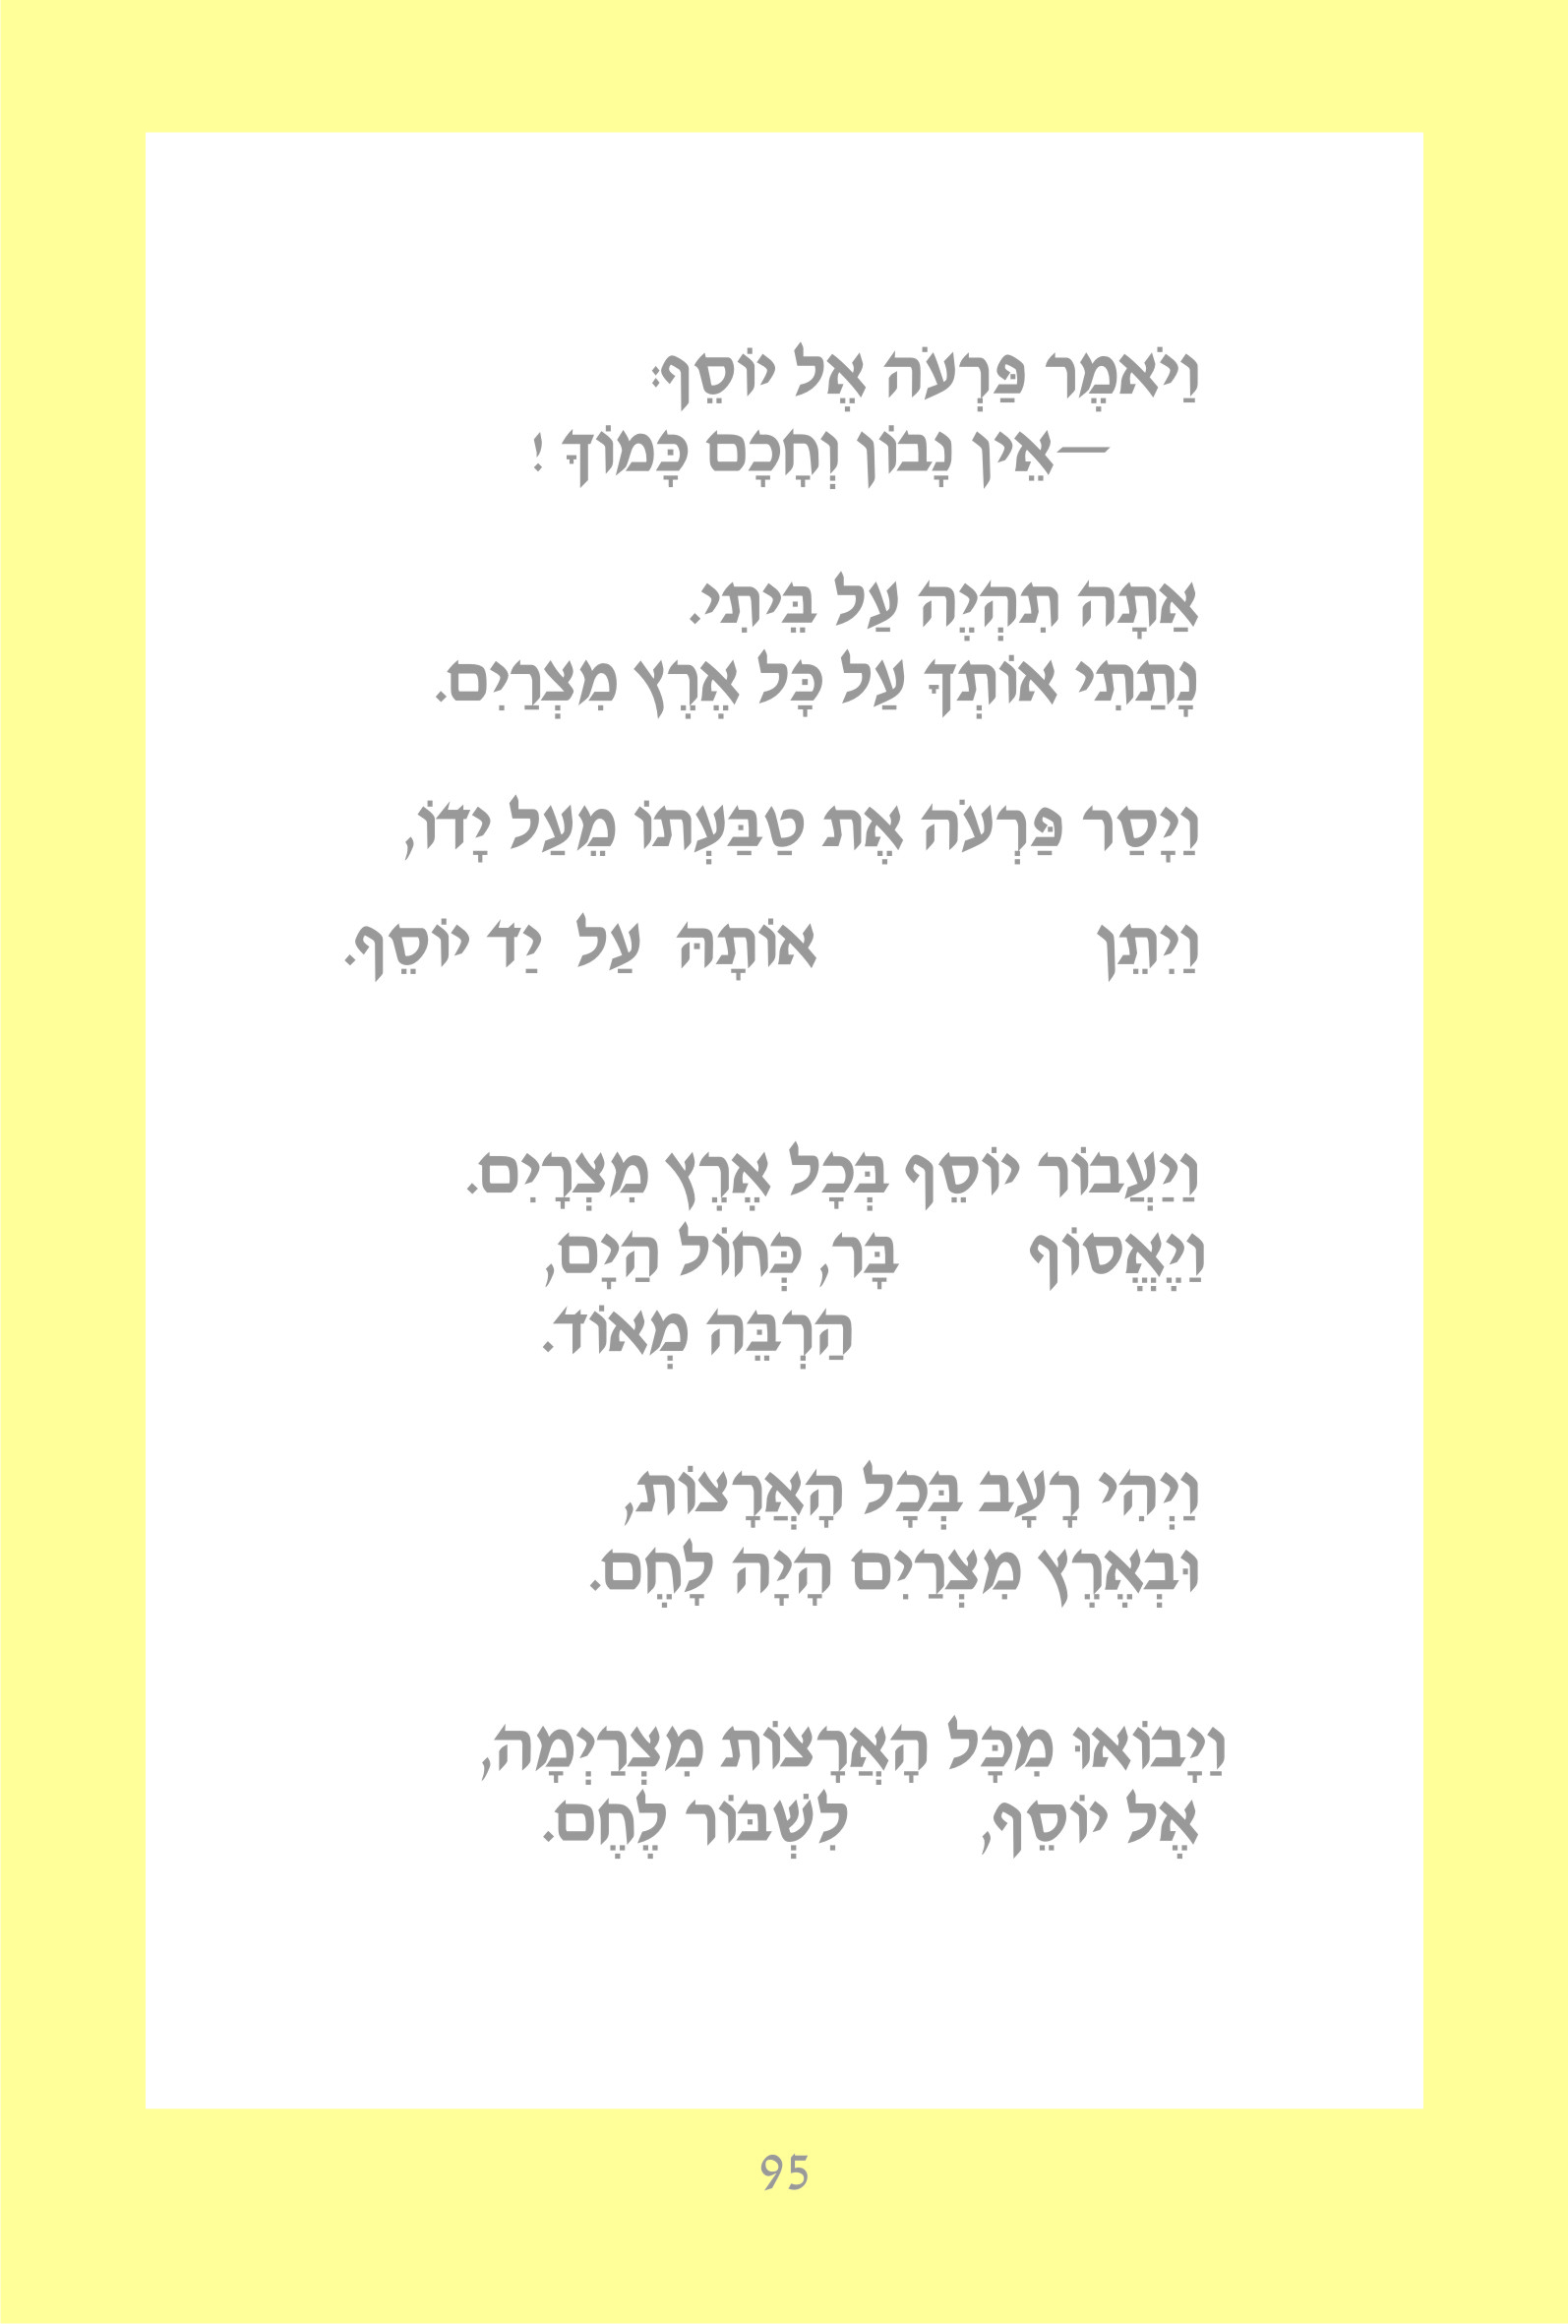 וַיֹּאמֶר פַּרְעֹה אֶל יוֹסֵף:
—אֵין נָבוֹן וְחָכָם כָּמוֹךָ !
אַתָה תִהְיֶה עַל בֵּיתִי.
נָתַתִי אוֹתְךָ עַל כָּל אֶרֶץ מִצְרַיִם.
וַיָסַר פַּרְעֹה אֶת טַבַּעְתוֹ מֵעַל יָדוֹ,
וַיִתֵן אוֹתָהּ עַל יַד יוֹסֵף.
וַיַעֲבוֹר יוֹסֵף בְּכָל אֶרֶץ מִצְרָיִם.
וַיֶאֱסוֹף בָּר, כְּחוֹל הַיָם,
הַרְבֵּה מְאוֹד.
וַיְהִי רָעָב בְּכָל הָאֲרָצוֹת,
וּבְאֶרֶץ מִצְרַיִם הָיָה לָחֶם.
וַיָבוֹאוּ מִכָּל הָאֲרָצוֹת מִצְרַיְמָה,
אֶל יוֹסֵף, לִשְׁבּוֹר לֶחֶם.
95